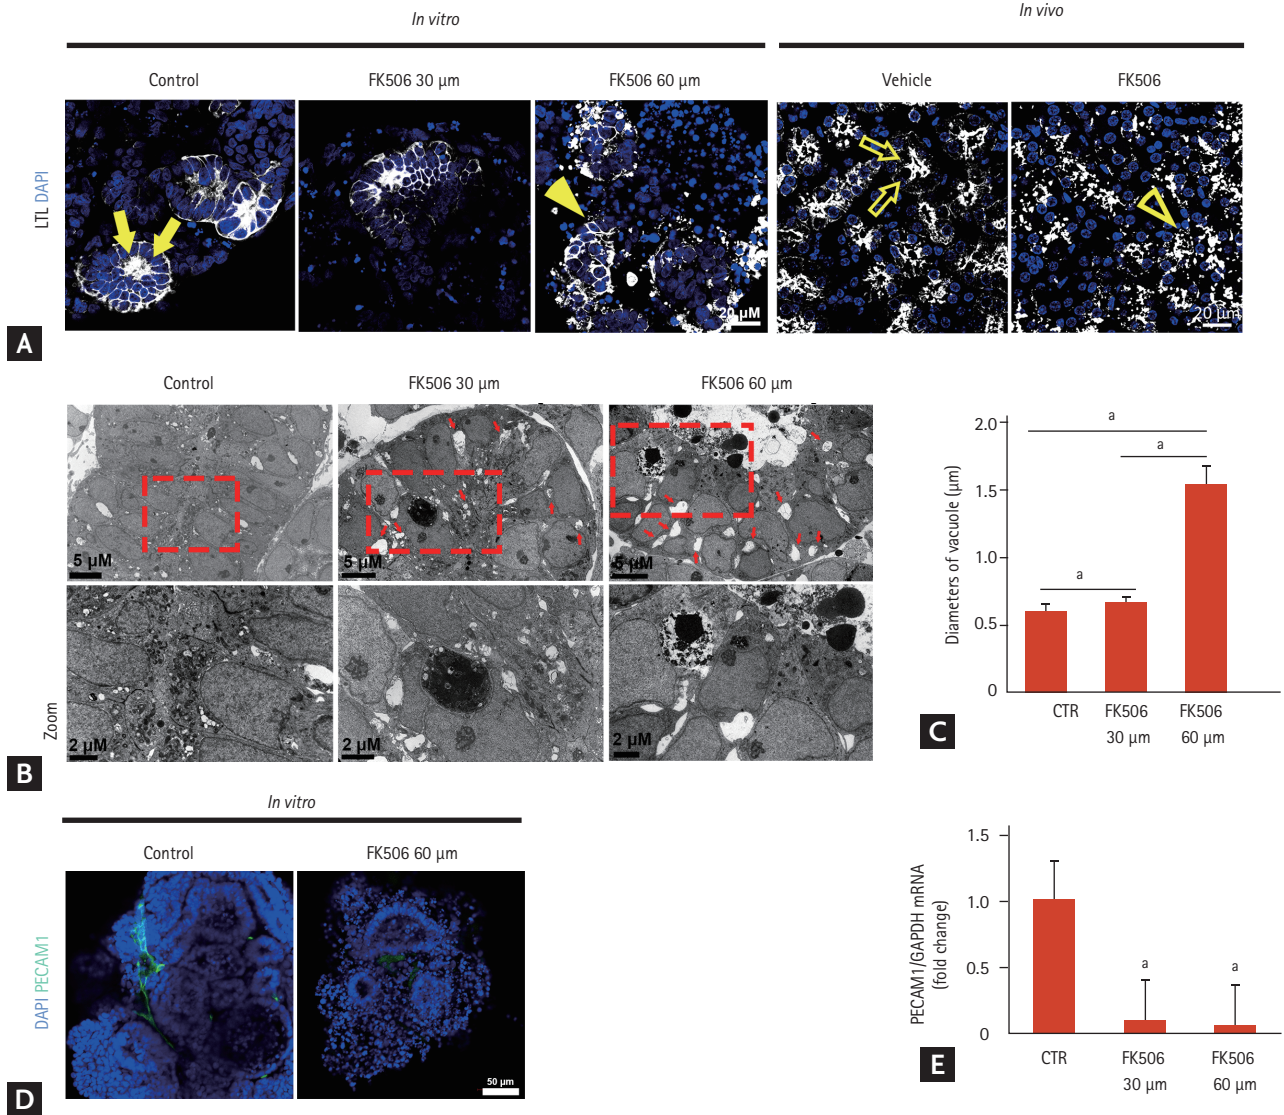 In vitro
In vivo
Control
FK506 30 µm
FK506 60 µm
Vehicle
FK506
LTL DAPI
20 µM
20 µm
A
Control
FK506 30 µm
FK506 60 µm
5 µM
5 µM
5 µM
Zoom
2 µM
2 µM
2 µM
B
Diameters of vacuole (µm)
2.0
1.5
1.0
0.5
0
a
a
a
CTR
FK506
30 µm
FK506
60 µm
C
In vitro
Control
FK506 60 µm
DAPI PECAM1
50 µm
D
PECAM1/GAPDH mRNA
(fold change)
1.5
1.0
0.5
0
a
a
CTR
FK506
30 µm
FK506
60 µm
E